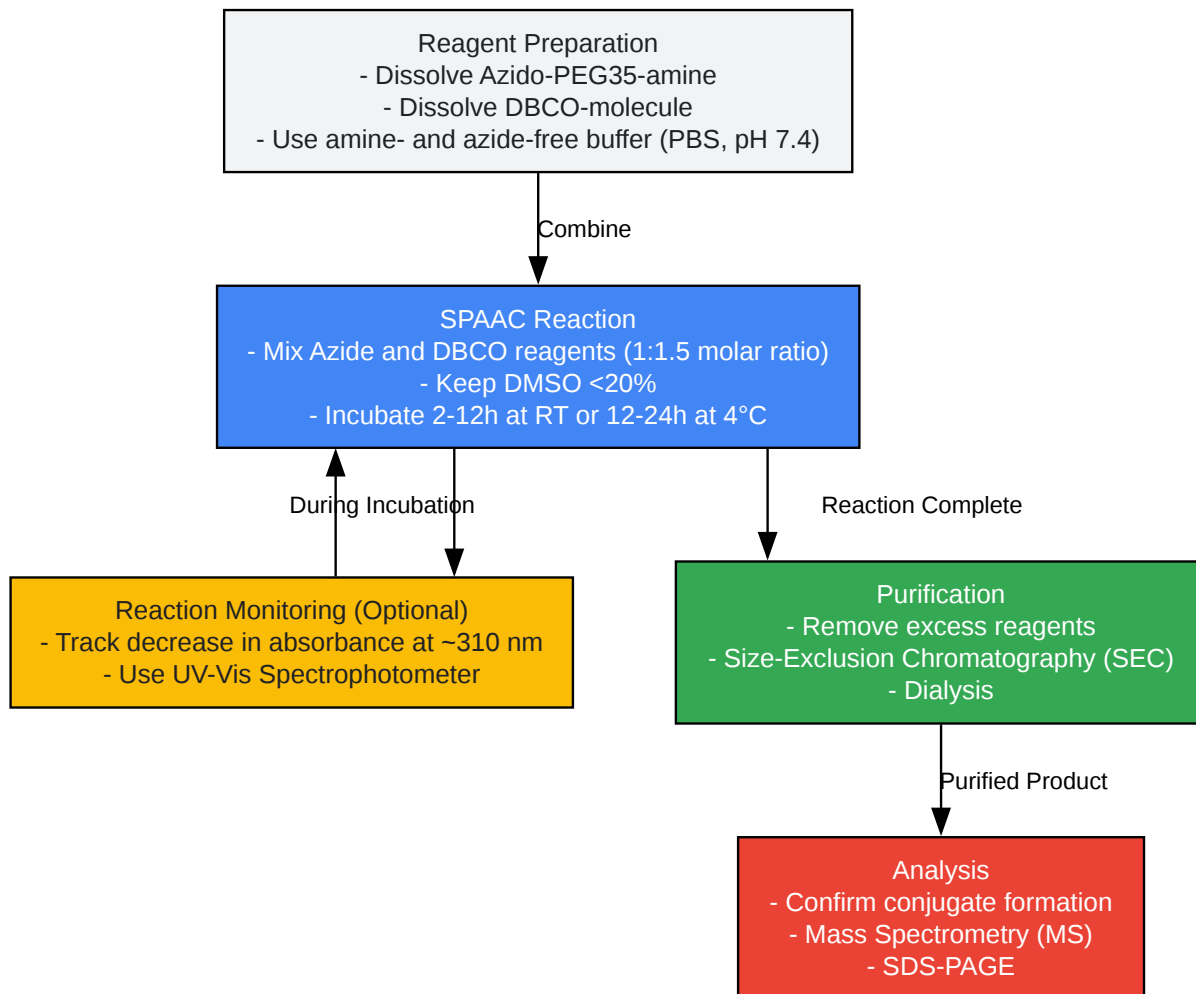 Reagent Preparation
- Dissolve Azido-PEG35-amine
- Dissolve DBCO-molecule
- Use amine- and azide-free buffer (PBS, pH 7.4)
Combine
SPAAC Reaction
- Mix Azide and DBCO reagents (1:1.5 molar ratio)
- Keep DMSO <20%
- Incubate 2-12h at RT or 12-24h at 4°C
During Incubation
Reaction Complete
Reaction Monitoring (Optional)
- Track decrease in absorbance at ~310 nm
- Use UV-Vis Spectrophotometer
Purification
- Remove excess reagents
- Size-Exclusion Chromatography (SEC)
- Dialysis
Purified Product
Analysis
- Confirm conjugate formation
- Mass Spectrometry (MS)
- SDS-PAGE